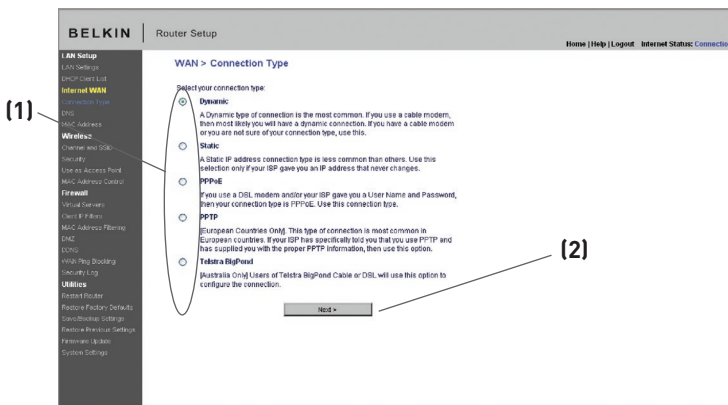 BELKIN
Router Setup
Home | Help | Logout Internet Status: Connection
LAN Setup
LAN Settings
DHCP Client List
Internet WAN
Connection Type
DNS
MAC Address
Wireless
Channel and SSID
Security
Use as Access Point
MAC Address Control
Firewall
Virtual Servers
Client IP Filters
MAC Address Filtering
DMZ
DDNS
WAN Ping Blocking
Security Log
Utilities
Restart Router
Restore Factory Defaults
Save/Backup Settings
Restore Previous Settings
Firmware Update
System Settings
WAN > Connection Type
Select your connection type:
Dynamic
A Dynamic type of connection is the most common. If you use a cable modem,
then most likely you will have a dynamic connection. If you have a cable modem
or you are not sure of your connection type, use this.
Static
A Static IP address connection type is less common than others. Use this
selection only if your ISP gave you an IP address that never changes.
PPPoE
If you use a DSL modem and/or your ISP gave you a User Name and Password,
then your connection type is PPPoE. Use this connection type.
PPTP
[European Countries Only]. This type of connection is most common in
European countries. If your ISP has specifically told you that you use PPTP and
has supplied you with the proper PPTP information, then use this option.
Telstra BigPond
[Australia Only] Users of Telstra BigPond Cable or DSL will use this option to
configure the connection.
Next >
(1)
(2)